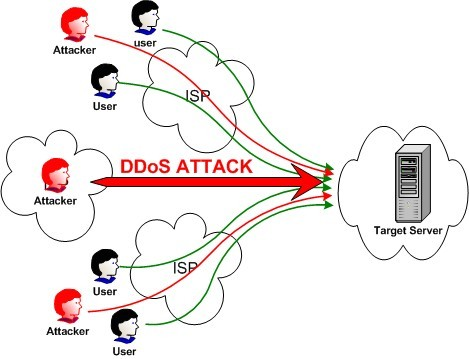 user
Attacker
ISP
User
DDoS ATTACK
Attacker
Target Server
ISP
User
Attacker
User